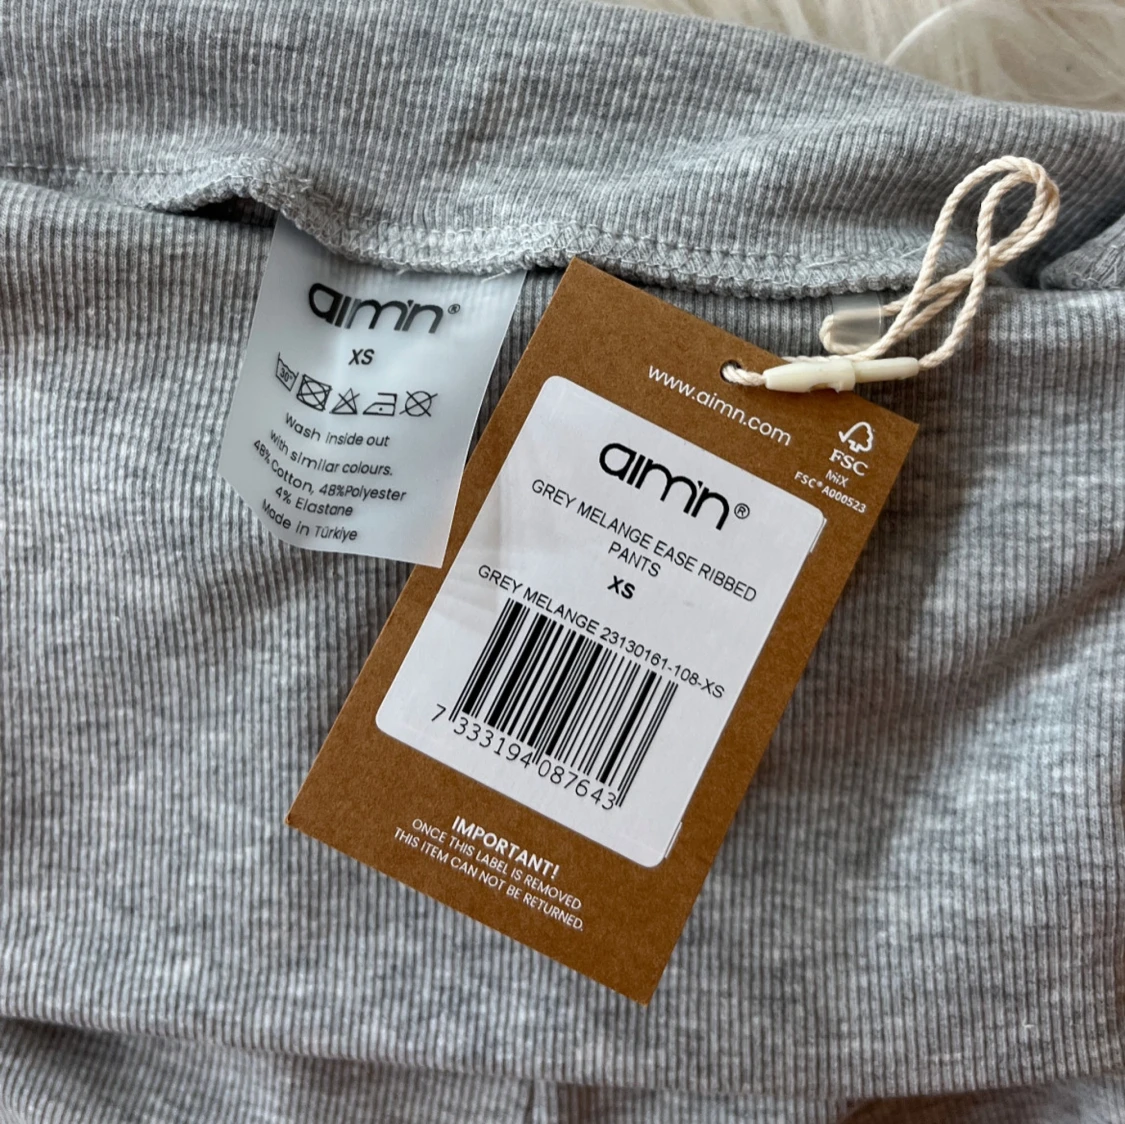 aim'n®
XS
30°
Wash inside out
with similar colours.
48% Cotton, 48%Polyester
4% Elastane
Made in Türkiye
www.aimn.com
FSC
MIX
FSC® A000523
aim'n®
GREY MELANGE EASE RIBBED
PANTS
XS
GREY MELANGE 23130161-108-XS
7 333194 087643
IMPORTANT!
ONCE THIS LABEL IS REMOVED
THIS ITEM CAN NOT BE RETURNED.